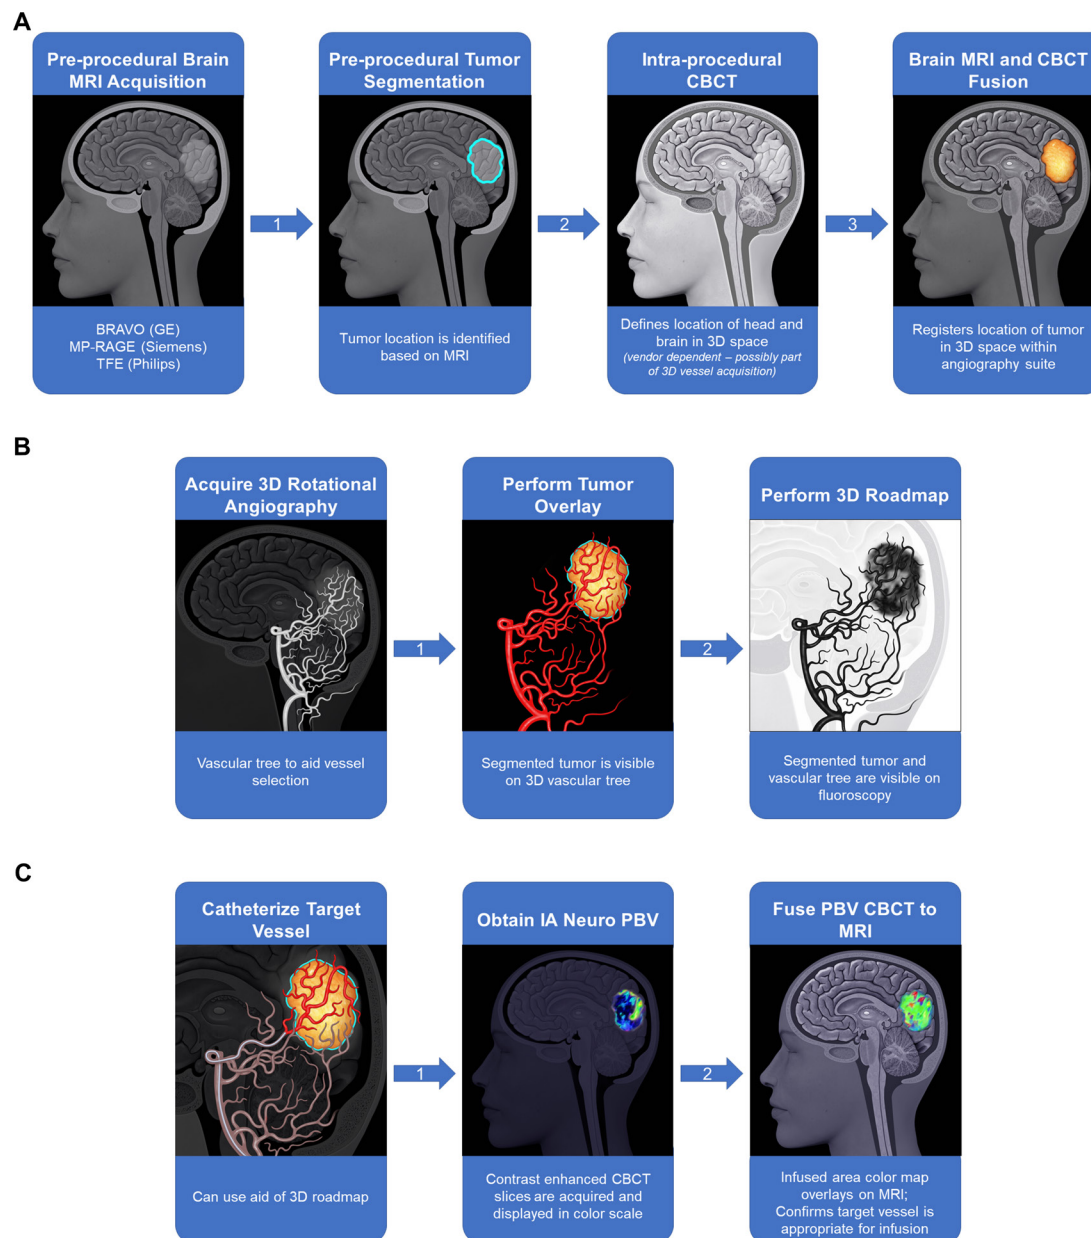 A
Pre-procedural Brain
MRI Acquisition
BRAVO (GE)
MP-RAGE (Siemens)
TFE (Philips)
1
Pre-procedural Tumor
Segmentation
Tumor location is identified
based on MRI
2
Intra-procedural
CBCT
Defines location of head and
brain in 3D space
(vendor dependent – possibly part
of 3D vessel acquisition)
3
Brain MRI and CBCT
Fusion
Registers location of tumor
in 3D space within
angiography suite
B
Acquire 3D Rotational
Angiography
Vascular tree to aid vessel
selection
1
Perform Tumor
Overlay
Segmented tumor is visible
on 3D vascular tree
2
Perform 3D Roadmap
Segmented tumor and
vascular tree are visible on
fluoroscopy
C
Catheterize Target
Vessel
Can use aid of 3D roadmap
1
Obtain IA Neuro PBV
Contrast enhanced CBCT
slices are acquired and
displayed in color scale
2
Fuse PBV CBCT to
MRI
Infused area color map
overlays on MRI;
Confirms target vessel is
appropriate for infusion